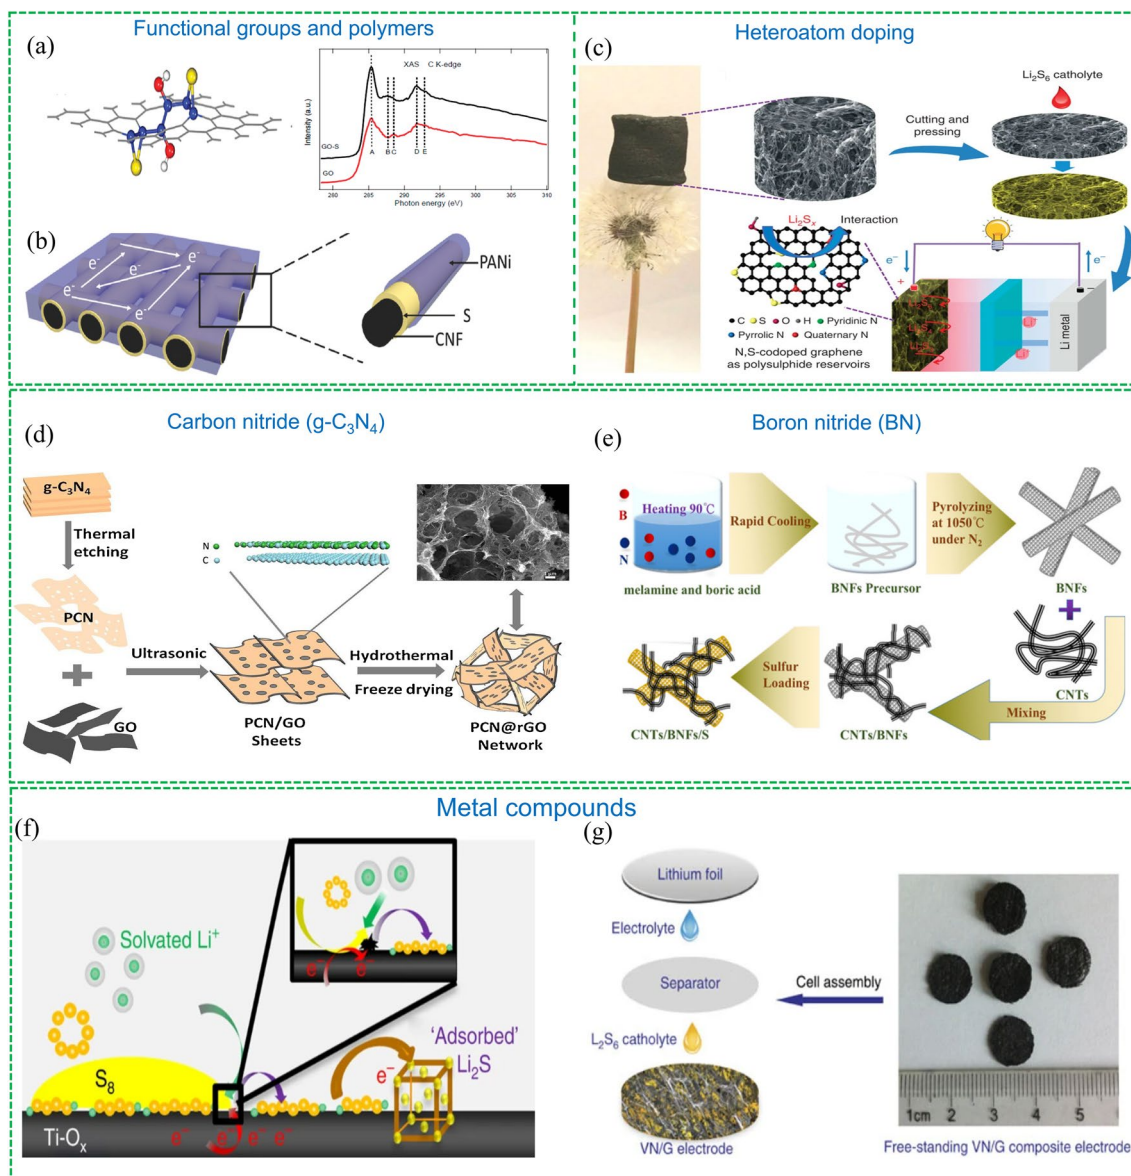 Functional groups and polymers
(a)
XAS C K-edge
Intensity (a.u.)
GO-S
GO
A
B C
D E
280 285 290 295 300 305 310
Photon energy (eV)
(b)
e⁻
e⁻
e⁻
e⁻
e⁻
PANi
S
CNF
Heteroatom doping
(c)
Li₂S₆ catholyte
Cutting and
pressing
Li₂Sₓ
Interaction
C S O H Pyridinic N
Pyrrolic N Quaternary N
N,S-codoped graphene
as polysulphide reservoirs
e⁻
e⁻
+
−
Li metal
Carbon nitride (g-C₃N₄)
(d)
g-C₃N₄
Thermal
etching
N
C
PCN
Ultrasonic
GO
PCN/GO
Sheets
Hydrothermal
Freeze drying
PCN@rGO
Network
Boron nitride (BN)
(e)
B
N
Heating 90℃
melamine and boric acid
Rapid Cooling
BNFs Precursor
Pyrolyzing
at 1050℃
under N₂
BNFs
CNTs
Mixing
CNTs/BNFs
Sulfur
Loading
CNTs/BNFs/S
Metal compounds
(f)
Solvated Li⁺
S₈
Ti-Oₓ
e⁻ e⁻
e⁻ e⁻ e⁻ e⁻
e⁻
'Adsorbed'
Li₂S
(g)
Lithium foil
Electrolyte
Separator
L₂S₆ catholyte
VN/G electrode
Cell assembly
1cm 2 3 4 5
Free-standing VN/G composite electrode